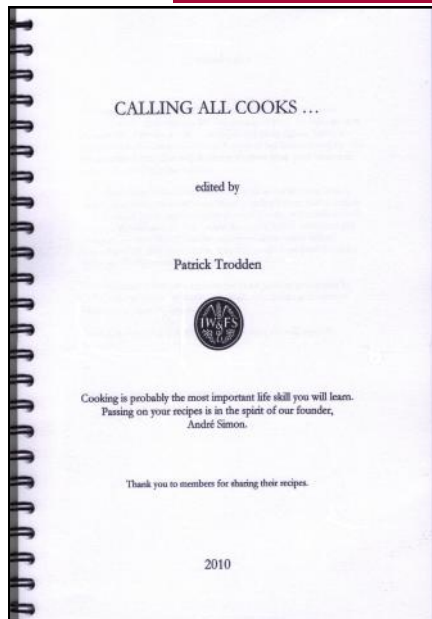 CALLING ALL COOKS ...
edited by
Patrick Trodden
IW&FS
Cooking is probably the most important life skill you will learn.
Passing on your recipes is in the spirit of our founder,
André Simon.
Thank you to members for sharing their recipes.
2010